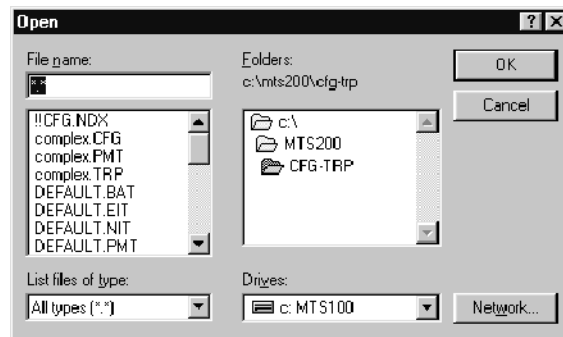 Open
File name:
*.*
!!CFG.NDX
complex.CFG
complex.PMT
complex.TRP
DEFAULT.BAT
DEFAULT.EIT
DEFAULT.NIT
DEFAULT.PMT
List files of type:
All types (*.*)
Folders:
c:\mts200\cfg-trp
c:\
MTS200
CFG-TRP
Drives:
c: MTS100
OK
Cancel
Network...